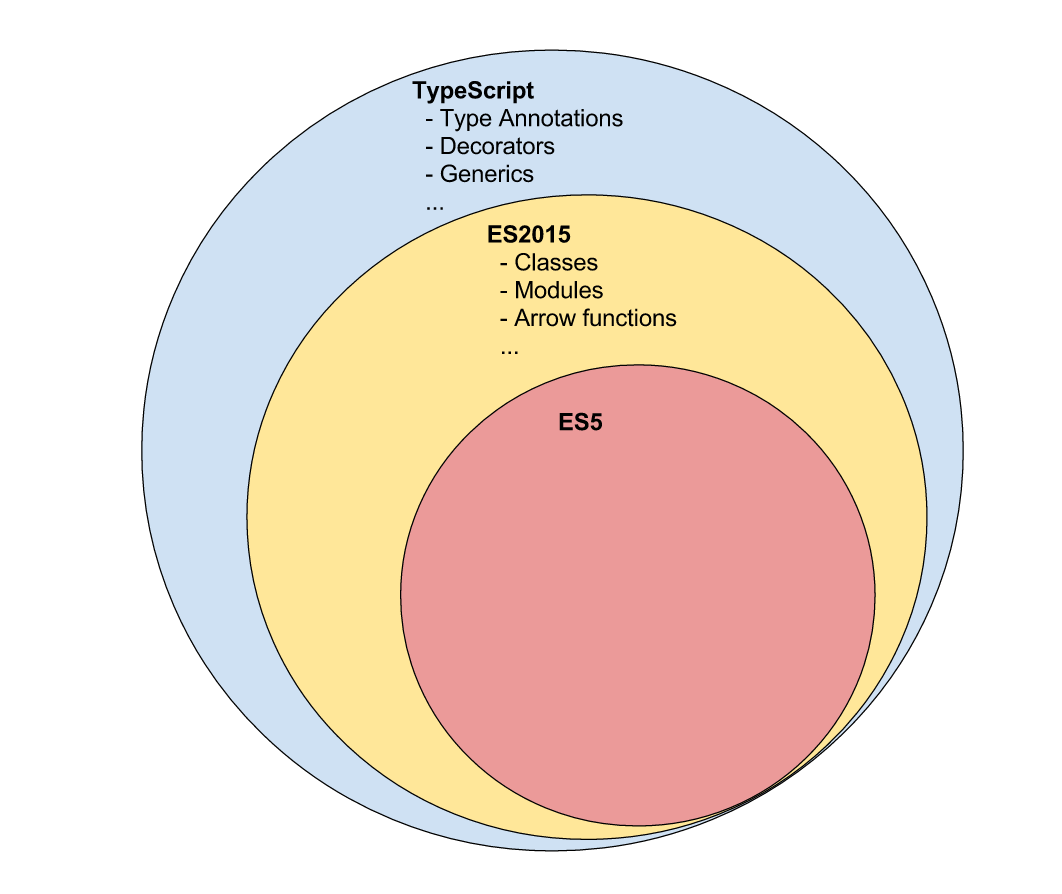 TypeScript
- Type Annotations
- Decorators
- Generics
...
ES2015
- Classes
- Modules
- Arrow functions
...
ES5